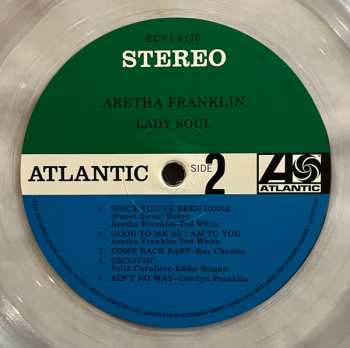 RCV1 8176
STEREO
ARETHA FRANKLIN
LADY SOUL
ATLANTIC
SIDE 2
ATLANTIC
1. SINCE YOU'VE BEEN GONE
(Sweet Sweet Baby)
Aretha Franklin-Ted White
2. GOOD TO ME AS I AM TO YOU
Aretha Franklin-Ted White
3. COME BACK BABY-Ray Charles
4. GROOVIN'
Felix Cavaliere-Eddie Brigati
5. AIN'T NO WAY-Carolyn Franklin